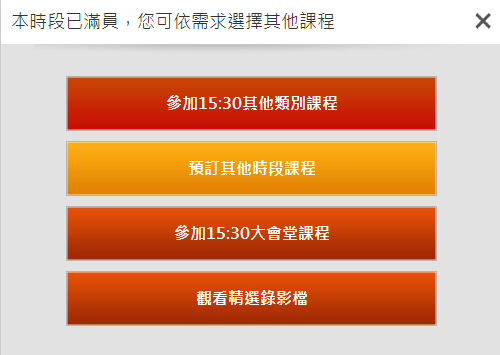 本時段已滿員，您可依需求選擇其他課程
參加15:30其他類別課程
預訂其他時段課程
參加15:30大會堂課程
觀看精選錄影檔